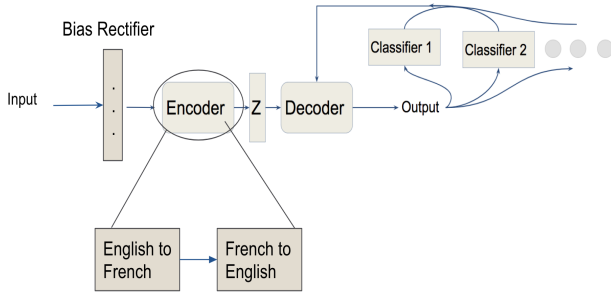 Bias Rectifier
Classifier 1
Classifier 2
Input
Encoder
Z
Decoder
Output
English to
French
French to
English